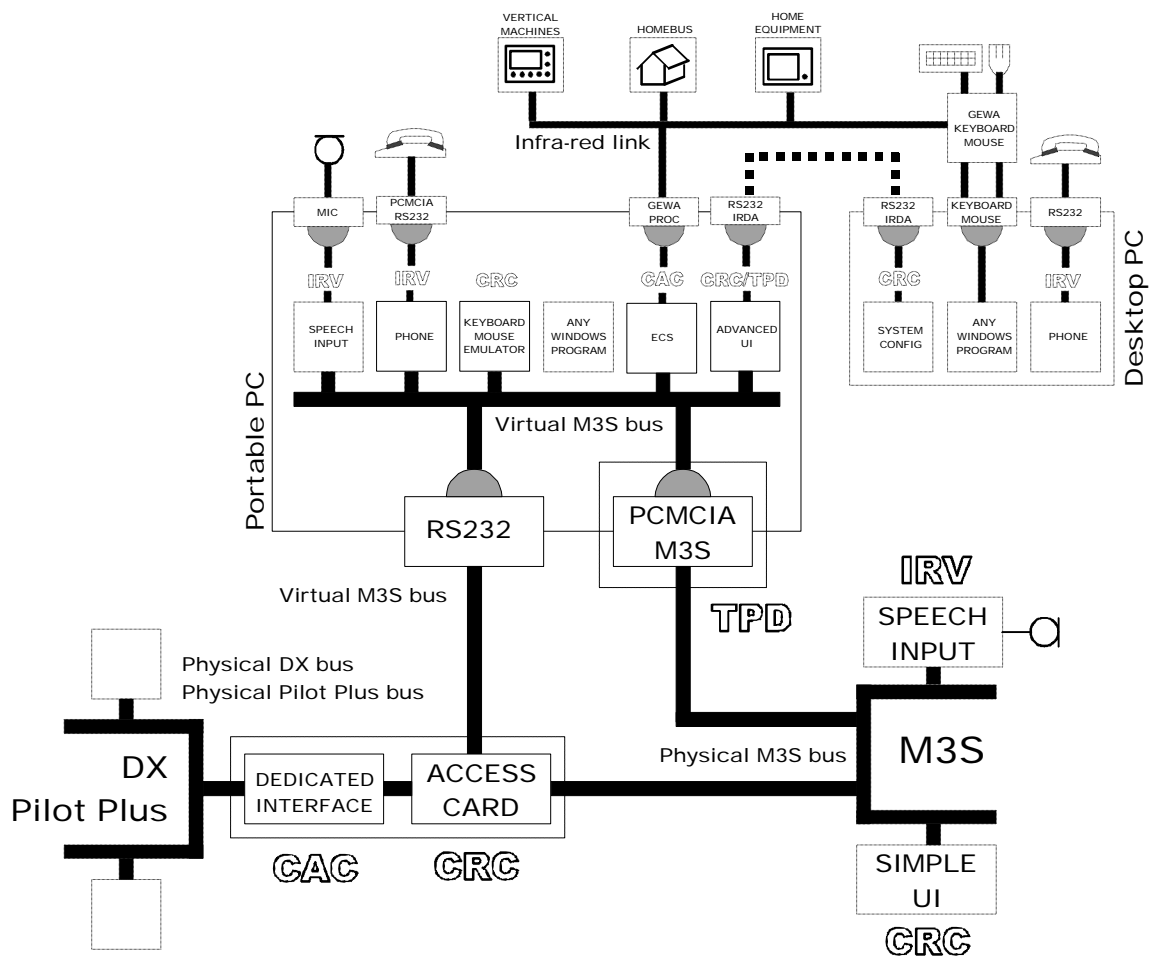 VERTICAL
MACHINES
HOMEBUS
HOME
EQUIPMENT
GEWA
KEYBOARD
MOUSE
Infra-red link
MIC
PCMCIA
RS232
GEWA
PROC
RS232
IRDA
RS232
IRDA
KEYBOARD
MOUSE
RS232
IRV
IRV
CRC
CAC
CRC/TPD
CRC
IRV
SPEECH
INPUT
PHONE
KEYBOARD
MOUSE
EMULATOR
ANY
WINDOWS
PROGRAM
ECS
ADVANCED
UI
SYSTEM
CONFIG
ANY
WINDOWS
PROGRAM
PHONE
Desktop PC
Portable PC
Virtual M3S bus
RS232
PCMCIA
M3S
Virtual M3S bus
TPD
IRV
SPEECH
INPUT
Physical DX bus
Physical Pilot Plus bus
DX
Pilot Plus
DEDICATED
INTERFACE
ACCESS
CARD
Physical M3S bus
M3S
CAC
CRC
SIMPLE
UI
CRC